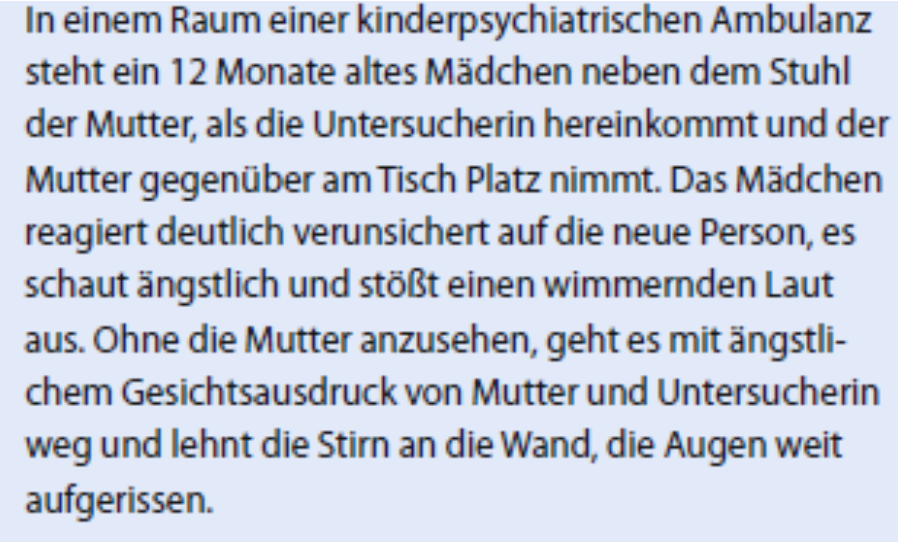 In einem Raum einer kinderpsychiatrischen Ambulanz
steht ein 12 Monate altes Mädchen neben dem Stuhl
der Mutter, als die Untersucherin hereinkommt und der
Mutter gegenüber am Tisch Platz nimmt. Das Mädchen
reagiert deutlich verunsichert auf die neue Person, es
schaut ängstlich und stößt einen wimmernden Laut
aus. Ohne die Mutter anzusehen, geht es mit ängstli-
chem Gesichtsausdruck von Mutter und Untersucherin
weg und lehnt die Stirn an die Wand, die Augen weit
aufgerissen.